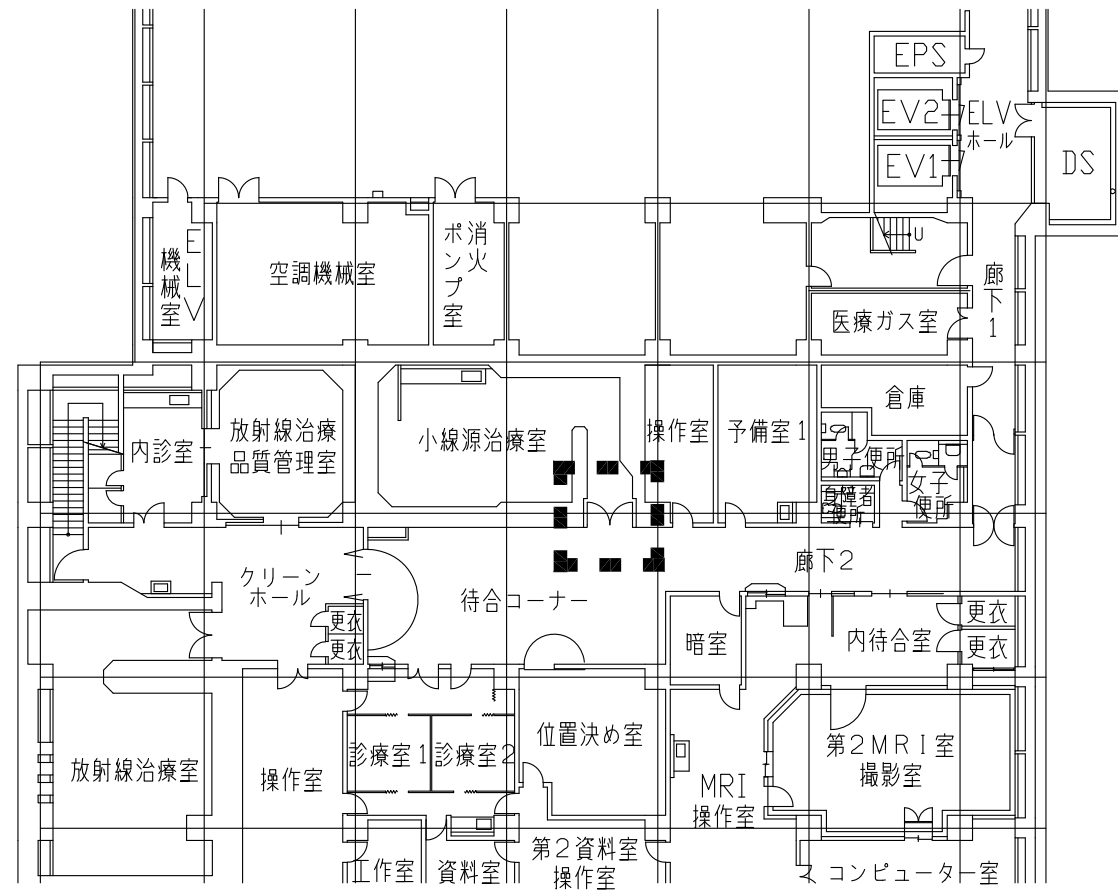 EPS
EV2
ELV
ホール
EV1
DS
U
ELV
機械室
空調機械室
消火
ポンプ室
医療ガス室
廊下1
内診室
放射線治療
品質管理室
小線源治療室
操作室
予備室1
倉庫
男子便所
女子
便所
身障者
便所
クリーン
ホール
更衣
更衣
待合コーナー
廊下2
暗室
内待合室
更衣
更衣
放射線治療室
操作室
診療室1
診療室2
位置決め室
MRI
操作室
第2MRI室
撮影室
工作室
資料室
第2資料室
操作室
コンピューター室